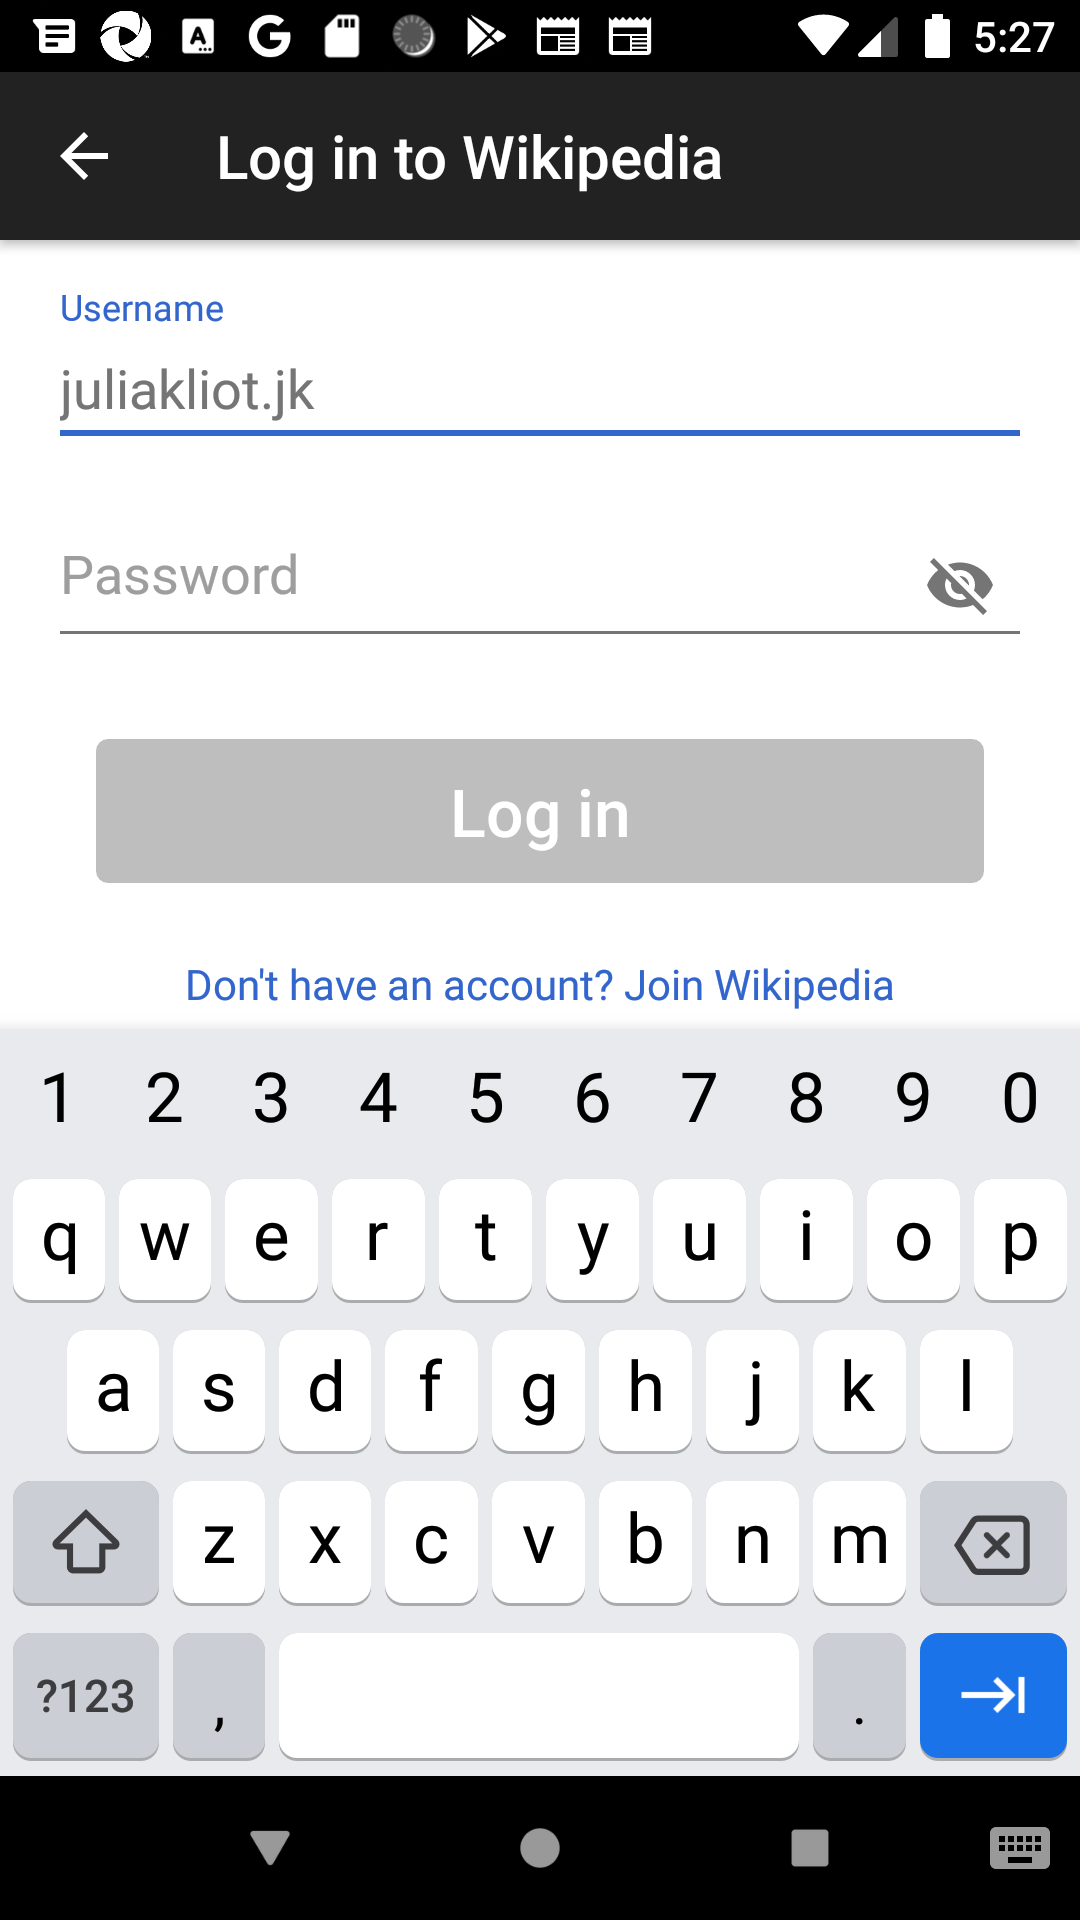 5:27
Log in to Wikipedia
Username
juliakliot.jk
Password
Log in
Don't have an account? Join Wikipedia
1 2 3 4 5 6 7 8 9 0
q w e r t y u i o p
a s d f g h j k l
z x c v b n m
?123 , .